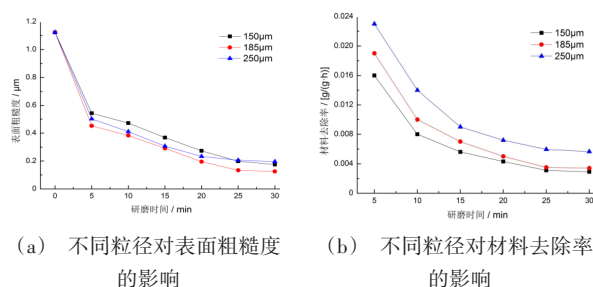 1.2
1.0
0.8
0.6
0.4
0.2
0.0
表面粗糙度 / μm
150μm
185μm
250μm
0 5 10 15 20 25 30
研磨时间 / min
(a) 不同粒径对表面粗糙度
的影响
0.024
0.020
0.016
0.012
0.008
0.004
0.000
材料去除率 / [g/(g·h)]
150μm
185μm
250μm
5 10 15 20 25 30
研磨时间 / min
(b) 不同粒径对材料去除率
的影响